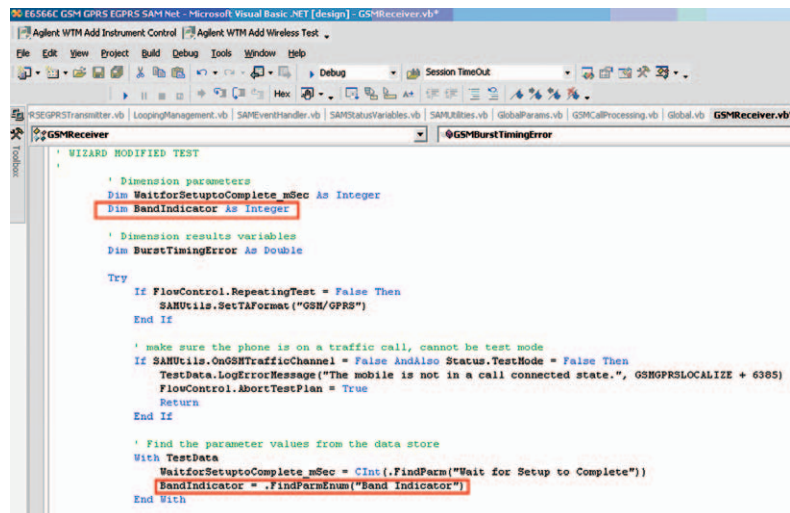 E6566C GSM GPRS EGPRS SAM Net - Microsoft Visual Basic .NET [design] - GSMReceiver.vb*
Agilent WTM Add Instrument Control Agilent WTM Add Wireless Test
File Edit View Project Build Debug Tools Window Help
Debug Session TimeOut
Hex
RSEGPRSTransmitter.vb LoopingManagement.vb SAMEventHandler.vb SAMStatusVariables.vb SAMUtilities.vb GlobalParams.vb GSMCallProcessing.vb Global.vb GSMReceiver.vb*
GSMReceiver GSMBurstTimingError
Toolbox
' WIZARD MODIFIED TEST
'
' Dimension parameters
Dim WaitforSetuptoComplete_mSec As Integer
Dim BandIndicator As Integer
' Dimension results variables
Dim BurstTimingError As Double
Try
If FlowControl.RepeatingTest = False Then
SAMUtils.SetTAFormat("GSM/GPRS")
End If
' make sure the phone is on a traffic call, cannot be test mode
If SAMUtils.OnGSMTrafficChannel = False AndAlso Status.TestMode = False Then
TestData.LogErrorMessage("The mobile is not in a call connected state.", GSMGPRSLOCALIZE + 6385)
FlowControl.AbortTestPlan = True
Return
End If
' Find the parameter values from the data store
With TestData
WaitforSetuptoComplete_mSec = CInt(.FindParm("Wait for Setup to Complete"))
BandIndicator = .FindParmEnum("Band Indicator")
End With